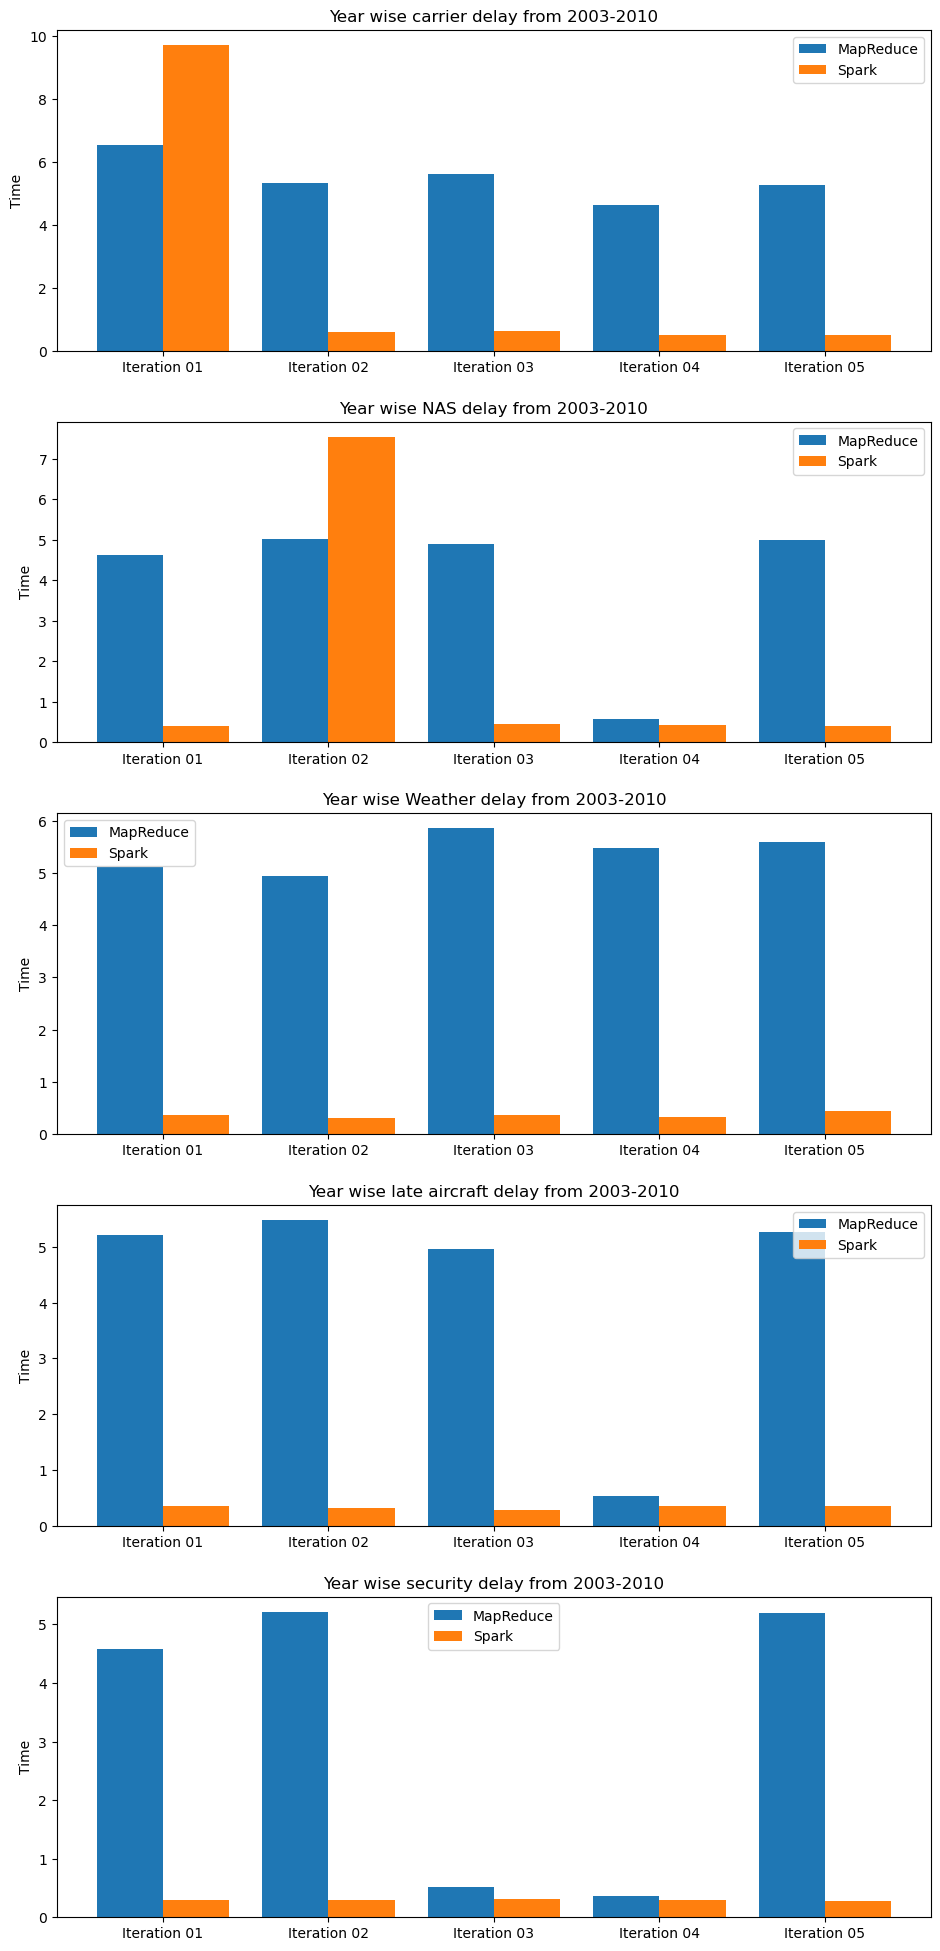 Year wise carrier delay from 2003-2010
10
8
6
4
2
0
Time
MapReduce
Spark
Iteration 01 Iteration 02 Iteration 03 Iteration 04 Iteration 05
Year wise NAS delay from 2003-2010
7
6
5
4
3
2
1
0
Time
MapReduce
Spark
Iteration 01 Iteration 02 Iteration 03 Iteration 04 Iteration 05
Year wise Weather delay from 2003-2010
6
5
4
3
2
1
0
Time
MapReduce
Spark
Iteration 01 Iteration 02 Iteration 03 Iteration 04 Iteration 05
Year wise late aircraft delay from 2003-2010
5
4
3
2
1
0
Time
MapReduce
Spark
Iteration 01 Iteration 02 Iteration 03 Iteration 04 Iteration 05
Year wise security delay from 2003-2010
5
4
3
2
1
0
Time
MapReduce
Spark
Iteration 01 Iteration 02 Iteration 03 Iteration 04 Iteration 05